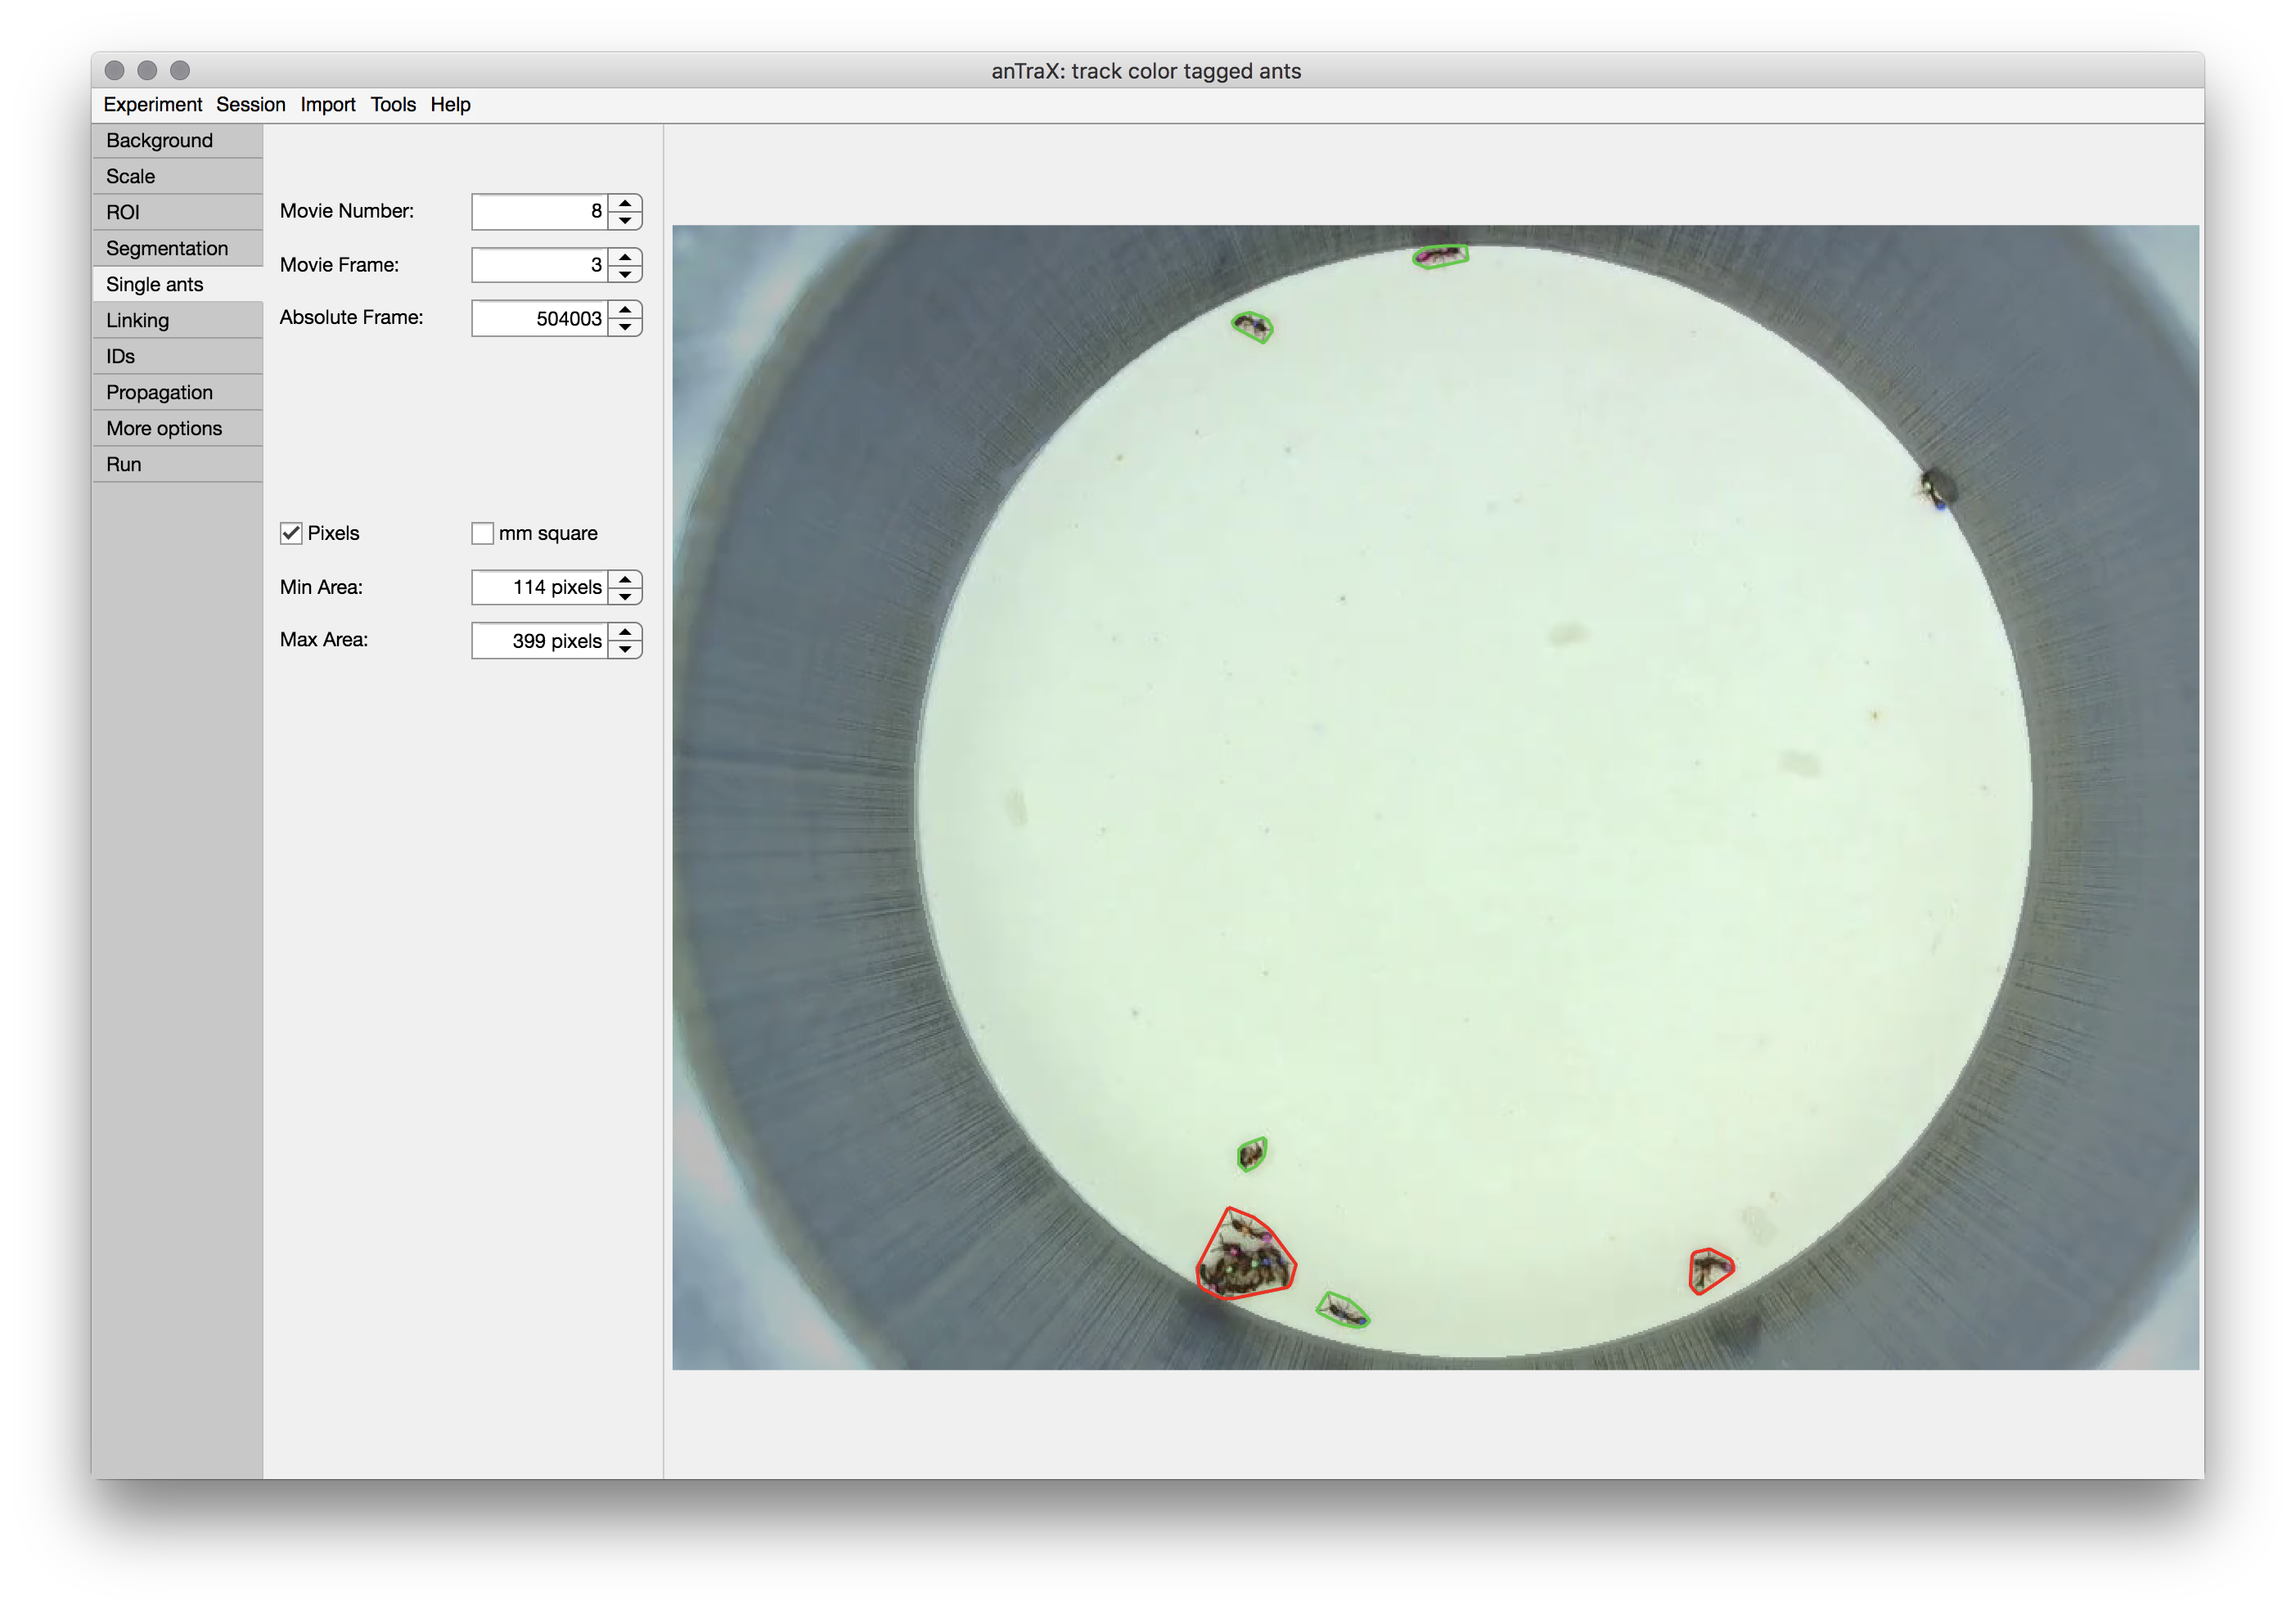 anTraX: track color tagged ants
Experiment Session Import Tools Help
Background
Scale
ROI
Segmentation
Single ants
Linking
IDs
Propagation
More options
Run
Movie Number: 8
Movie Frame: 3
Absolute Frame: 504003
Pixels mm square
Min Area: 114 pixels
Max Area: 399 pixels